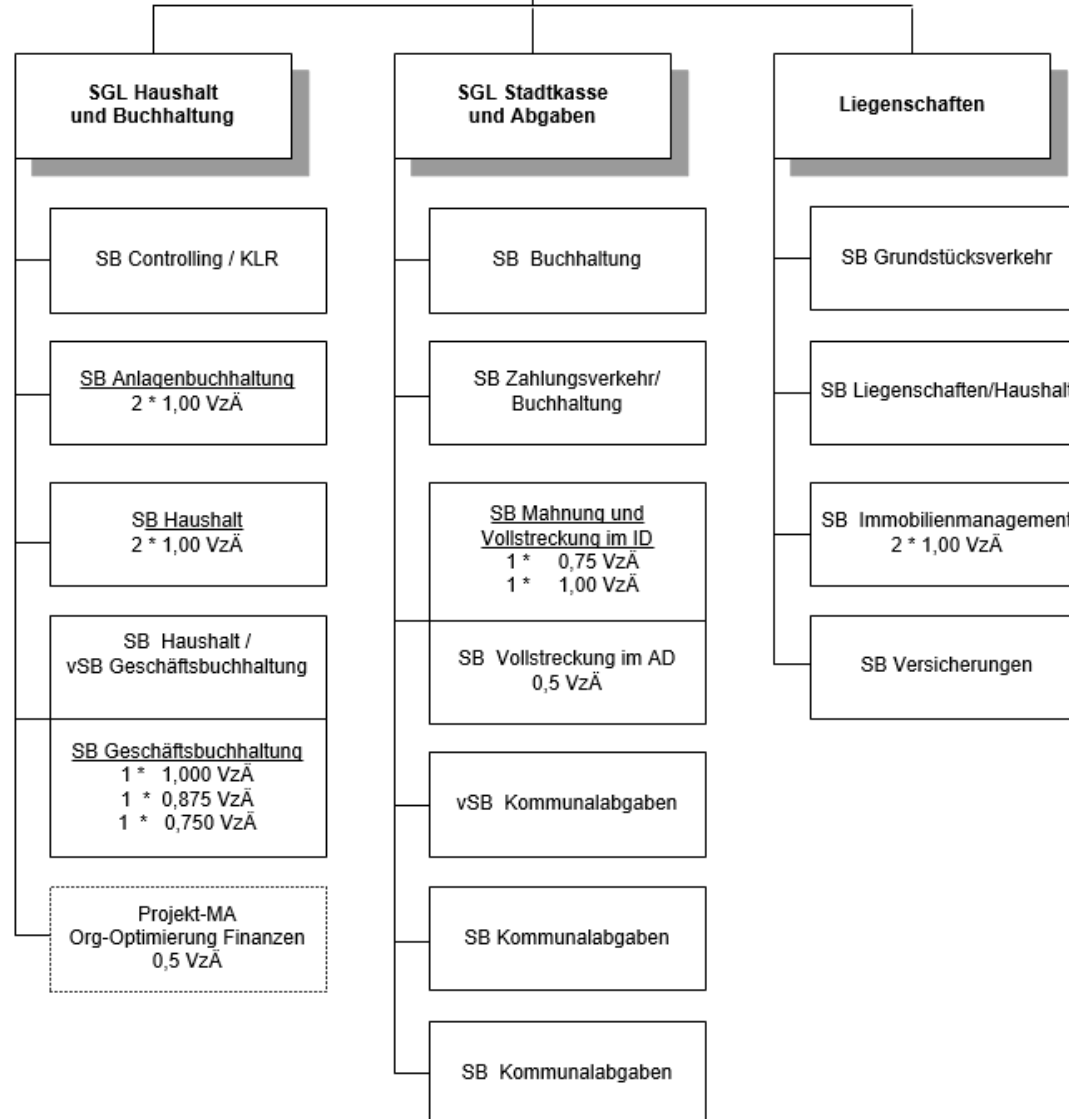 SGL Haushalt
und Buchhaltung
SB Controlling / KLR
SB Anlagenbuchhaltung
2 * 1,00 VzÄ
SB Haushalt
2 * 1,00 VzÄ
SB Haushalt /
vSB Geschäftsbuchhaltung
SB Geschäftsbuchhaltung
1 * 1,000 VzÄ
1 * 0,875 VzÄ
1 * 0,750 VzÄ
Projekt-MA
Org-Optimierung Finanzen
0,5 VzÄ
SGL Stadtkasse
und Abgaben
SB Buchhaltung
SB Zahlungsverkehr/
Buchhaltung
SB Mahnung und
Vollstreckung im ID
1 * 0,75 VzÄ
1 * 1,00 VzÄ
SB Vollstreckung im AD
0,5 VzÄ
vSB Kommunalabgaben
SB Kommunalabgaben
SB Kommunalabgaben
Liegenschaften
SB Grundstücksverkehr
SB Liegenschaften/Haushalt
SB Immobilienmanagement
2 * 1,00 VzÄ
SB Versicherungen